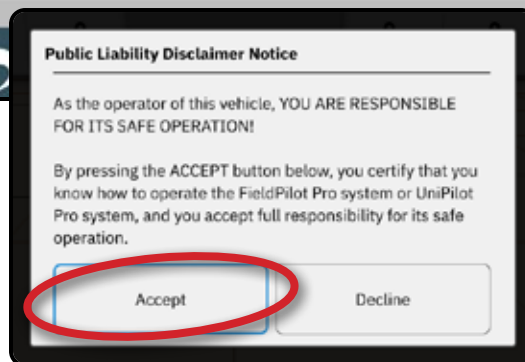 Public Liability Disclaimer Notice
As the operator of this vehicle, YOU ARE RESPONSIBLE
FOR ITS SAFE OPERATION!
By pressing the ACCEPT button below, you certify that you
know how to operate the FieldPilot Pro system or UniPilot
Pro system, and you accept full responsibility for its safe
operation.
Accept
Decline